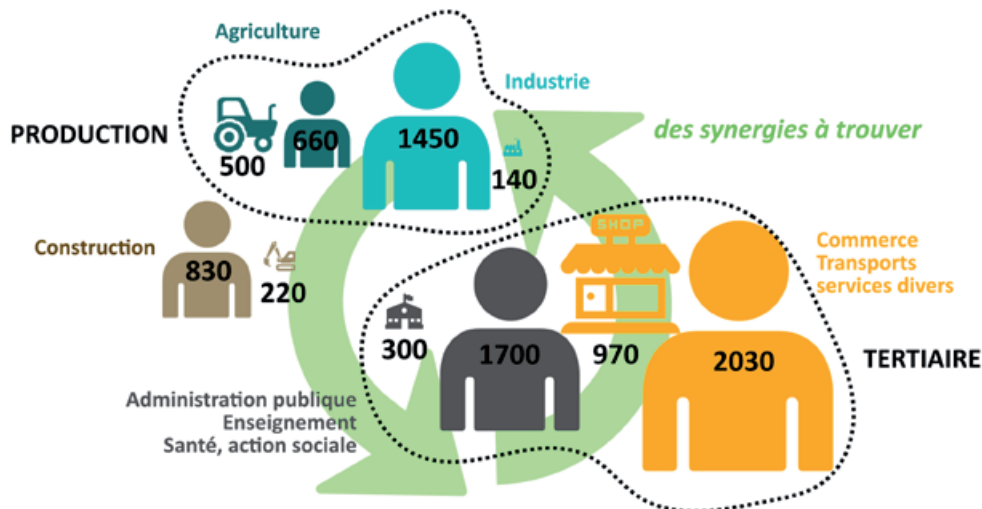 Agriculture
Industrie
PRODUCTION
660
1450
500
140
des synergies à trouver
Construction
830
220
SHOP
Commerce
Transports
services divers
300
1700
970
2030
TERTIAIRE
Administration publique
Enseignement
Santé, action sociale